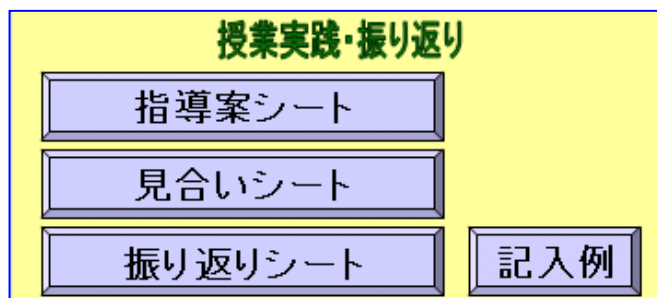 授業実践・振り返り
指導案シート
見合いシート
振り返りシート 記入例